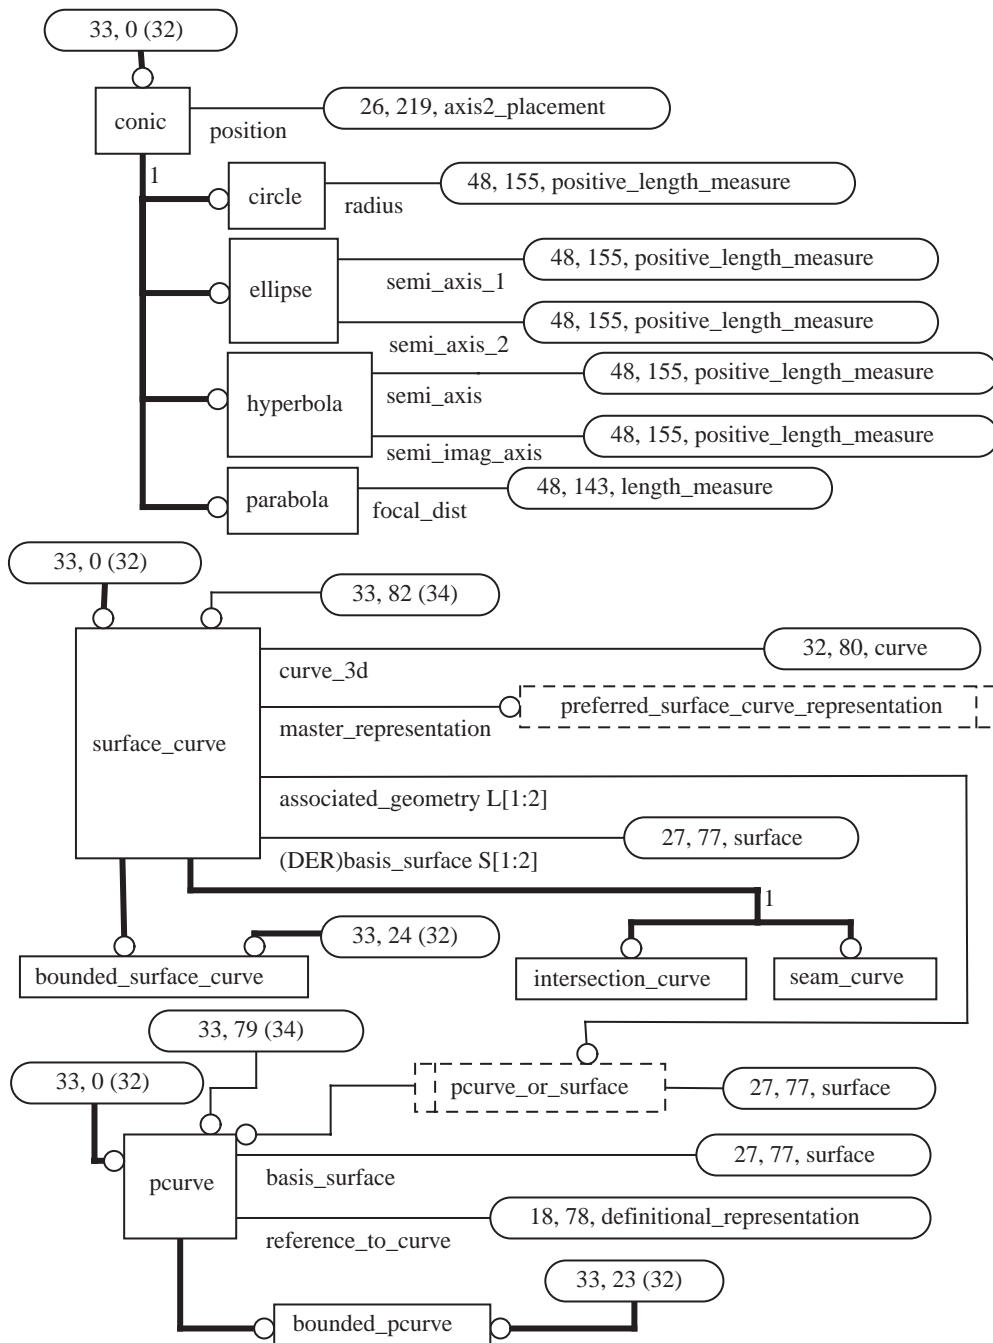 33, 0 (32)
conic
position
26, 219, axis2_placement
1
circle
radius
48, 155, positive_length_measure
ellipse
semi_axis_1
48, 155, positive_length_measure
semi_axis_2
48, 155, positive_length_measure
hyperbola
semi_axis
48, 155, positive_length_measure
semi_imag_axis
48, 155, positive_length_measure
parabola
focal_dist
48, 143, length_measure
33, 0 (32)
33, 82 (34)
surface_curve
curve_3d
32, 80, curve
master_representation
preferred_surface_curve_representation
associated_geometry L[1:2]
(DER)basis_surface S[1:2]
27, 77, surface
1
33, 24 (32)
bounded_surface_curve
intersection_curve
seam_curve
33, 79 (34)
33, 0 (32)
pcurve_or_surface
27, 77, surface
pcurve
basis_surface
27, 77, surface
reference_to_curve
18, 78, definitional_representation
33, 23 (32)
bounded_pcurve